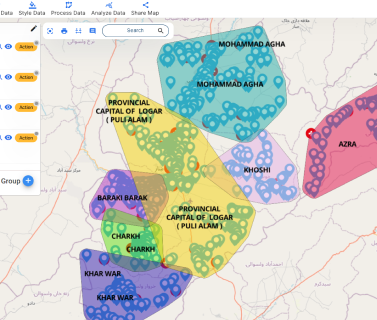 Data
Style Data
Process Data
Analyze Data
Share Map
Search
Action
Action
Action
Action
Group
MOHAMMAD AGHA
MOHAMMAD AGHA
PROVINCIAL
CAPITAL OF LOGAR
( PULI ALAM )
AZRA
KHOSHI
BARAKI BARAK
PROVINCIAL
CAPITAL OF LOGAR
( PULI ALAM )
CHARKH
CHARKH
KHAR WAR
KHAR WAR